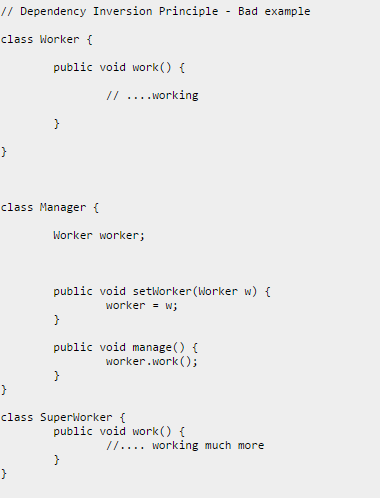 // Dependency Inversion Principle - Bad example
class Worker {
public void work() {
// ....working
}
}
class Manager {
Worker worker;
public void setWorker(Worker w) {
worker = w;
}
public void manage() {
worker.work();
}
}
class SuperWorker {
public void work() {
//.... working much more
}
}